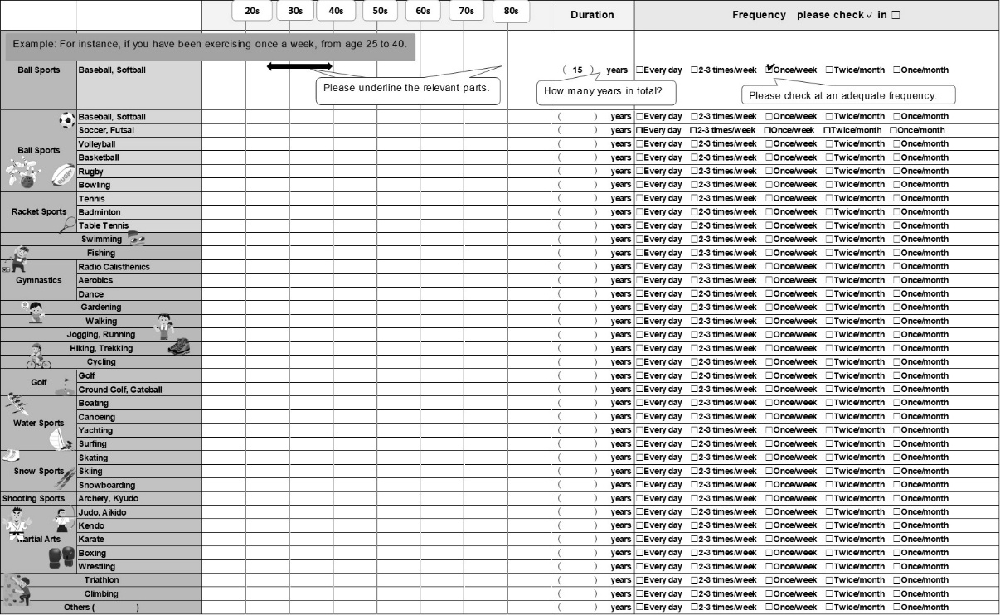 20s 30s 40s 50s 60s 70s 80s Duration Frequency please check ✓ in □
Example: For instance, if you have been exercising once a week, from age 25 to 40.
Ball Sports Baseball, Softball ( 15 ) years □Every day □2-3 times/week ☑Once/week □Twice/month □Once/month
Please underline the relevant parts.
How many years in total?
Please check at an adequate frequency.
Baseball, Softball ( ) years □Every day □2-3 times/week □Once/week □Twice/month □Once/month
Soccer, Futsal ( ) years □Every day □2-3 times/week □Once/week □Twice/month □Once/month
Volleyball ( ) years □Every day □2-3 times/week □Once/week □Twice/month □Once/month
Ball Sports
Basketball ( ) years □Every day □2-3 times/week □Once/week □Twice/month □Once/month
Rugby ( ) years □Every day □2-3 times/week □Once/week □Twice/month □Once/month
RUGBY
Bowling ( ) years □Every day □2-3 times/week □Once/week □Twice/month □Once/month
Tennis ( ) years □Every day □2-3 times/week □Once/week □Twice/month □Once/month
Racket Sports Badminton ( ) years □Every day □2-3 times/week □Once/week □Twice/month □Once/month
Table Tennis ( ) years □Every day □2-3 times/week □Once/week □Twice/month □Once/month
Swimming ( ) years □Every day □2-3 times/week □Once/week □Twice/month □Once/month
Fishing ( ) years □Every day □2-3 times/week □Once/week □Twice/month □Once/month
Radio Calisthenics ( ) years □Every day □2-3 times/week □Once/week □Twice/month □Once/month
Gymnastics Aerobics ( ) years □Every day □2-3 times/week □Once/week □Twice/month □Once/month
Dance ( ) years □Every day □2-3 times/week □Once/week □Twice/month □Once/month
Gardening ( ) years □Every day □2-3 times/week □Once/week □Twice/month □Once/month
Walking ( ) years □Every day □2-3 times/week □Once/week □Twice/month □Once/month
Jogging, Running ( ) years □Every day □2-3 times/week □Once/week □Twice/month □Once/month
Hiking, Trekking ( ) years □Every day □2-3 times/week □Once/week □Twice/month □Once/month
Cycling ( ) years □Every day □2-3 times/week □Once/week □Twice/month □Once/month
Golf ( ) years □Every day □2-3 times/week □Once/week □Twice/month □Once/month
Golf
Ground Golf, Gateball ( ) years □Every day □2-3 times/week □Once/week □Twice/month □Once/month
Boating ( ) years □Every day □2-3 times/week □Once/week □Twice/month □Once/month
Canoeing ( ) years □Every day □2-3 times/week □Once/week □Twice/month □Once/month
Water Sports
Yachting ( ) years □Every day □2-3 times/week □Once/week □Twice/month □Once/month
Surfing ( ) years □Every day □2-3 times/week □Once/week □Twice/month □Once/month
Skating ( ) years □Every day □2-3 times/week □Once/week □Twice/month □Once/month
Snow Sports Skiing ( ) years □Every day □2-3 times/week □Once/week □Twice/month □Once/month
Snowboarding ( ) years □Every day □2-3 times/week □Once/week □Twice/month □Once/month
Shooting Sports Archery, Kyudo ( ) years □Every day □2-3 times/week □Once/week □Twice/month □Once/month
Judo, Aikido ( ) years □Every day □2-3 times/week □Once/week □Twice/month □Once/month
Kendo ( ) years □Every day □2-3 times/week □Once/week □Twice/month □Once/month
Martial Arts Karate ( ) years □Every day □2-3 times/week □Once/week □Twice/month □Once/month
Boxing ( ) years □Every day □2-3 times/week □Once/week □Twice/month □Once/month
Wrestling ( ) years □Every day □2-3 times/week □Once/week □Twice/month □Once/month
Triathlon ( ) years □Every day □2-3 times/week □Once/week □Twice/month □Once/month
Climbing ( ) years □Every day □2-3 times/week □Once/week □Twice/month □Once/month
Others ( ) ( ) years □Every day □2-3 times/week □Once/week □Twice/month □Once/month